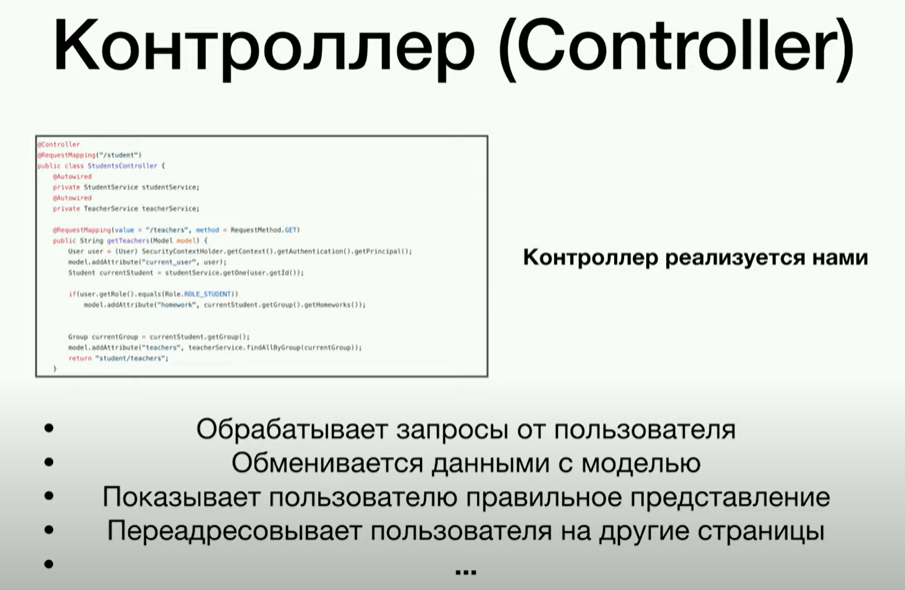 Контроллер (Controller)
@Controller
@RequestMapping("/student")
public class StudentsController {
@Autowired
private StudentService studentService;
@Autowired
private TeacherService teacherService;
@RequestMapping(value = "/teachers", method = RequestMethod.GET)
public String getTeachers(Model model) {
User user = (User) SecurityContextHolder.getContext().getAuthentication().getPrincipal();
model.addAttribute("current_user", user);
Student currentStudent = studentService.getOne(user.getId());
if(user.getRole().equals(Role.ROLE_STUDENT))
model.addAttribute("homework", currentStudent.getGroup().getHomeworks());
Group currentGroup = currentStudent.getGroup();
model.addAttribute("teachers", teacherService.findAllByGroup(currentGroup));
return "student/teachers";
}
Контроллер реализуется нами
• Обрабатывает запросы от пользователя
• Обменивается данными с моделью
• Показывает пользователю правильное представление
• Переадресовывает пользователя на другие страницы
• ...